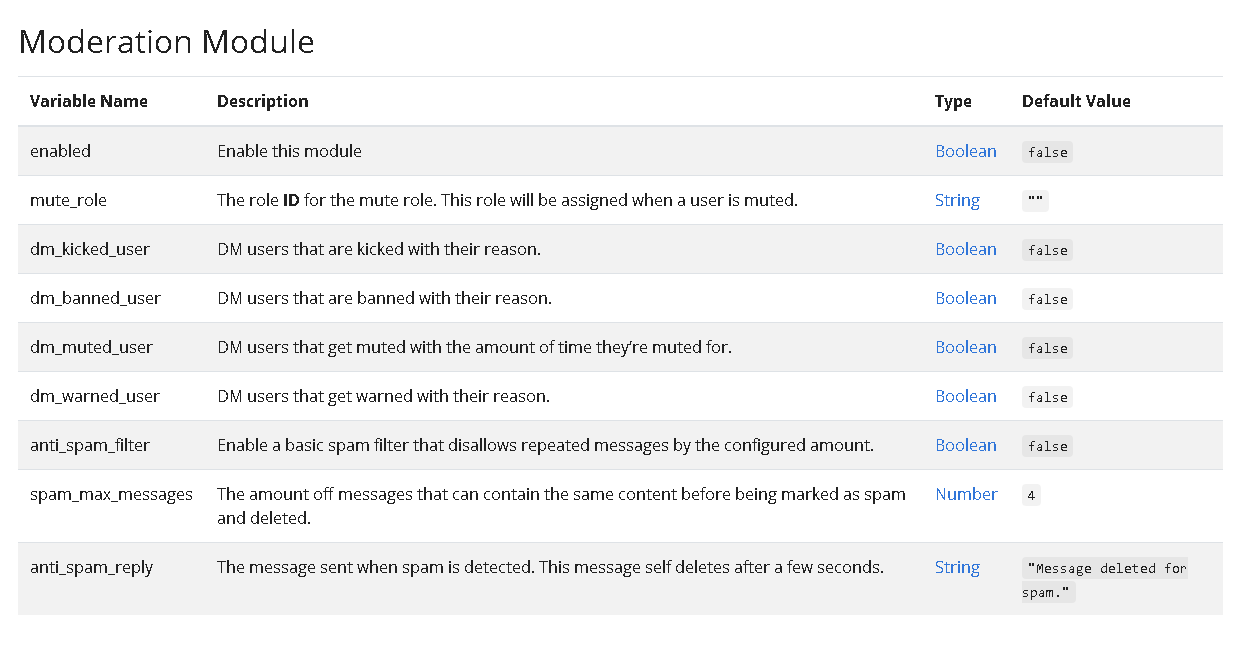 Moderation Module
Variable Name Description Type Default Value
enabled Enable this module Boolean false
mute_role The role ID for the mute role. This role will be assigned when a user is muted. String ""
dm_kicked_user DM users that are kicked with their reason. Boolean false
dm_banned_user DM users that are banned with their reason. Boolean false
dm_muted_user DM users that get muted with the amount of time they're muted for. Boolean false
dm_warned_user DM users that get warned with their reason. Boolean false
anti_spam_filter Enable a basic spam filter that disallows repeated messages by the configured amount. Boolean false
spam_max_messages The amount off messages that can contain the same content before being marked as spam Number 4
and deleted.
anti_spam_reply The message sent when spam is detected. This message self deletes after a few seconds. String "Message deleted for
spam."